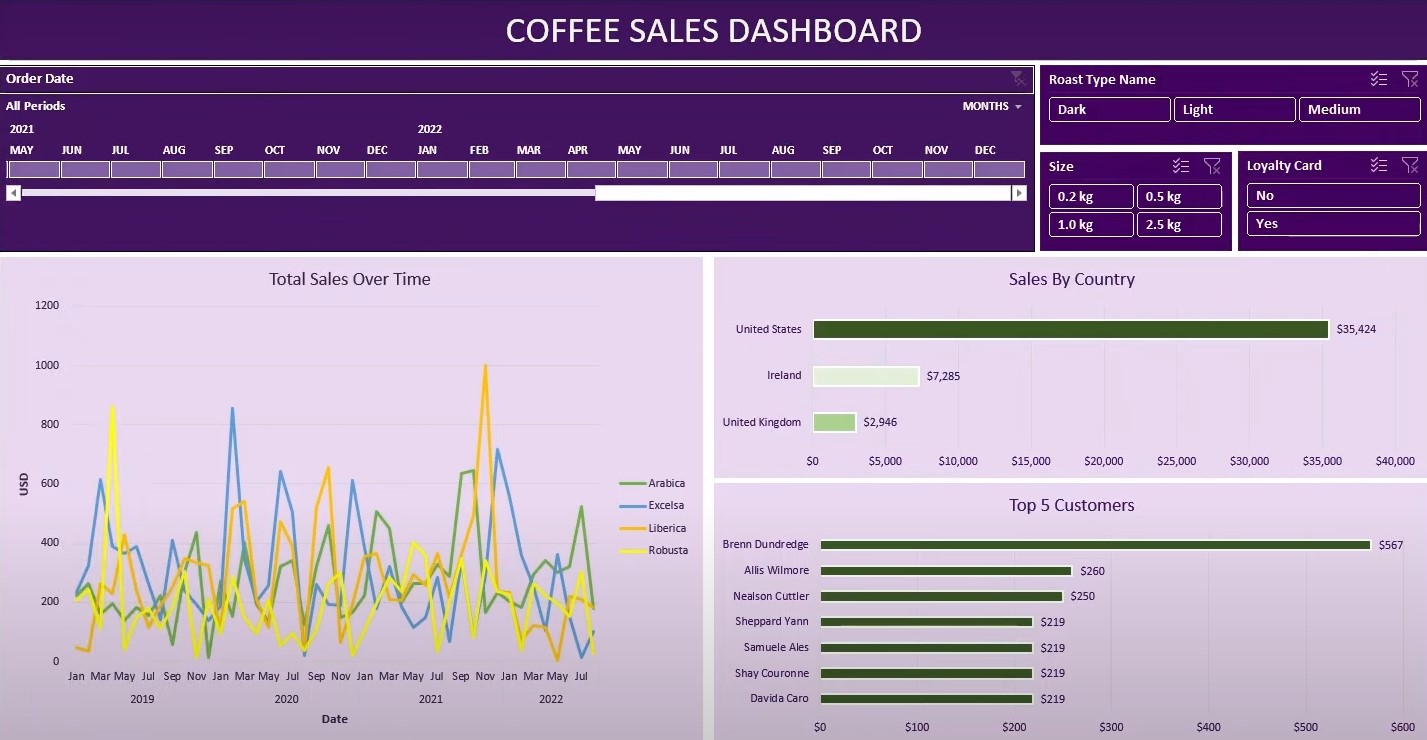 COFFEE SALES DASHBOARD
Order Date
All Periods
MONTHS
2021 2022
MAY JUN JUL AUG SEP OCT NOV DEC JAN FEB MAR APR MAY JUN JUL AUG SEP OCT NOV DEC
Roast Type Name
Dark Light Medium
Size
0.2 kg 0.5 kg
1.0 kg 2.5 kg
Loyalty Card
No
Yes
Total Sales Over Time
1200
1000
800
600
400
200
0
USD
Jan Mar May Jul Sep Nov Jan Mar May Jul Sep Nov Jan Mar May Jul Sep Nov Jan Mar May Jul
2019 2020 2021 2022
Date
Arabica
Excelsa
Liberica
Robusta
Sales By Country
United States $35,424
Ireland $7,285
United Kingdom $2,946
$0 $5,000 $10,000 $15,000 $20,000 $25,000 $30,000 $35,000 $40,000
Top 5 Customers
Brenn Dundredge $567
Allis Wilmore $260
Nealson Cuttler $250
Sheppard Yann $219
Samuele Ales $219
Shay Couronne $219
Davida Caro $219
$0 $100 $200 $300 $400 $500 $600